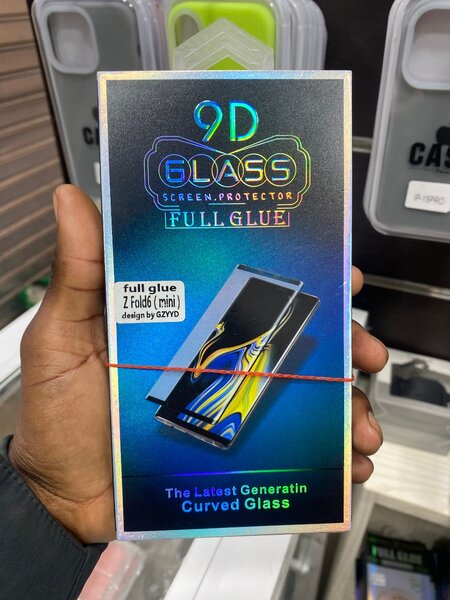 9D
GLASS
SCREEN.PROTECTOR
FULL GLUE
full glue
Z Fold6 ( mini )
design by GZYYD
The Latest Generatin
Curved Glass
CAS
IP-15PRO
FULL GLUE